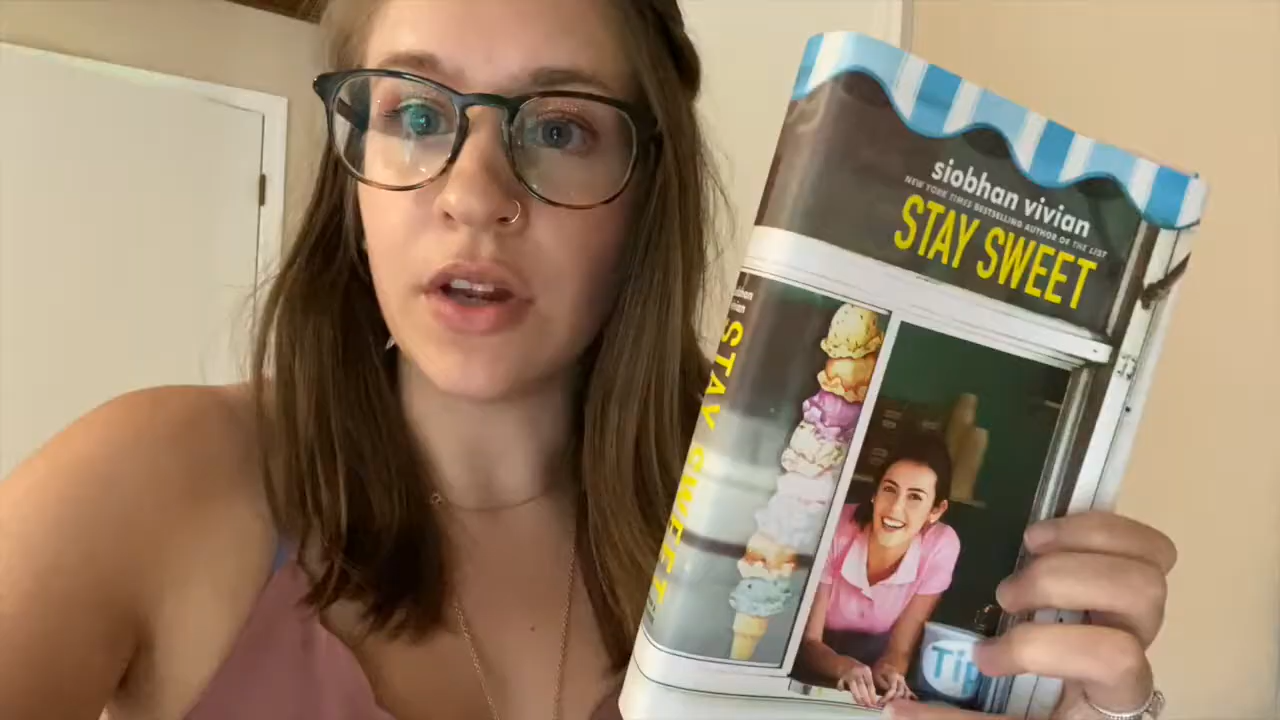 siobhan vivian
NEW YORK TIMES BESTSELLING AUTHOR OF THE LIST
STAY SWEET
STAY SWEET
Tip